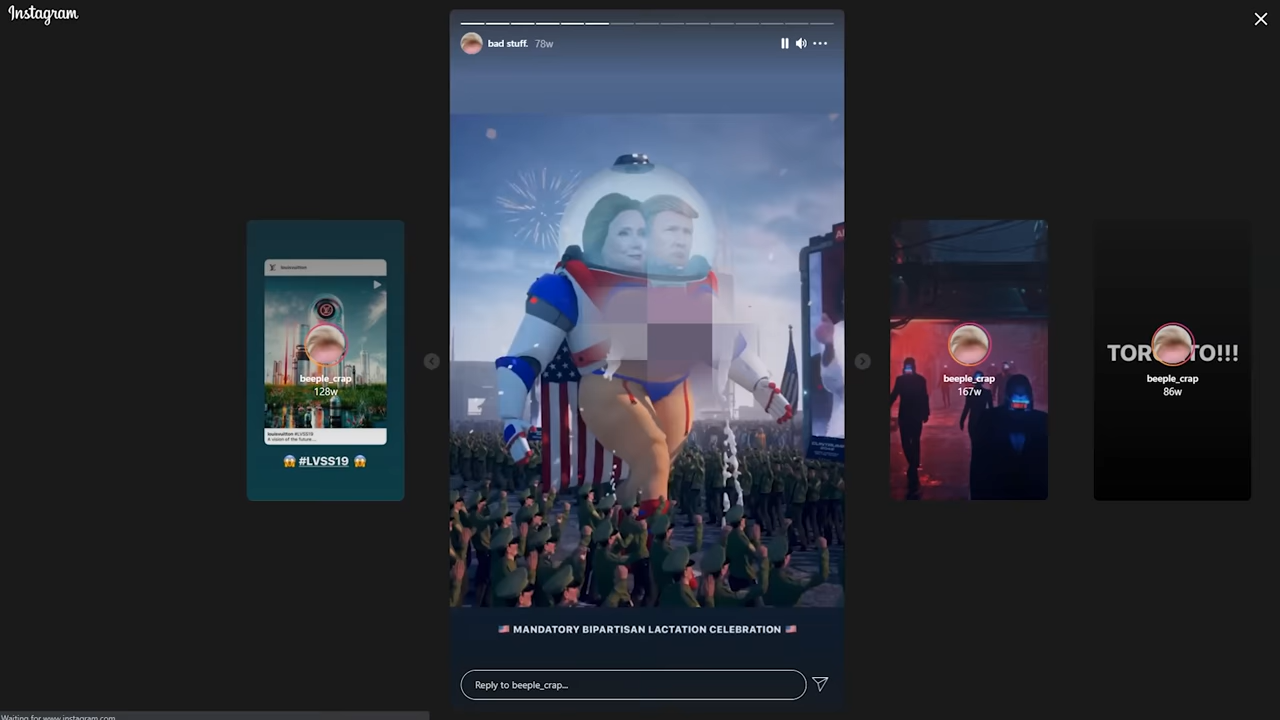 Instagram
bad stuff. 78w
beeple_crap
128w
#LVSS19
beeple_crap
167w
TOR TO!!!
beeple_crap
86w
🇺🇸 MANDATORY BIPARTISAN LACTATION CELEBRATION 🇺🇸
Reply to beeple_crap...
Waiting for www.instagram.com